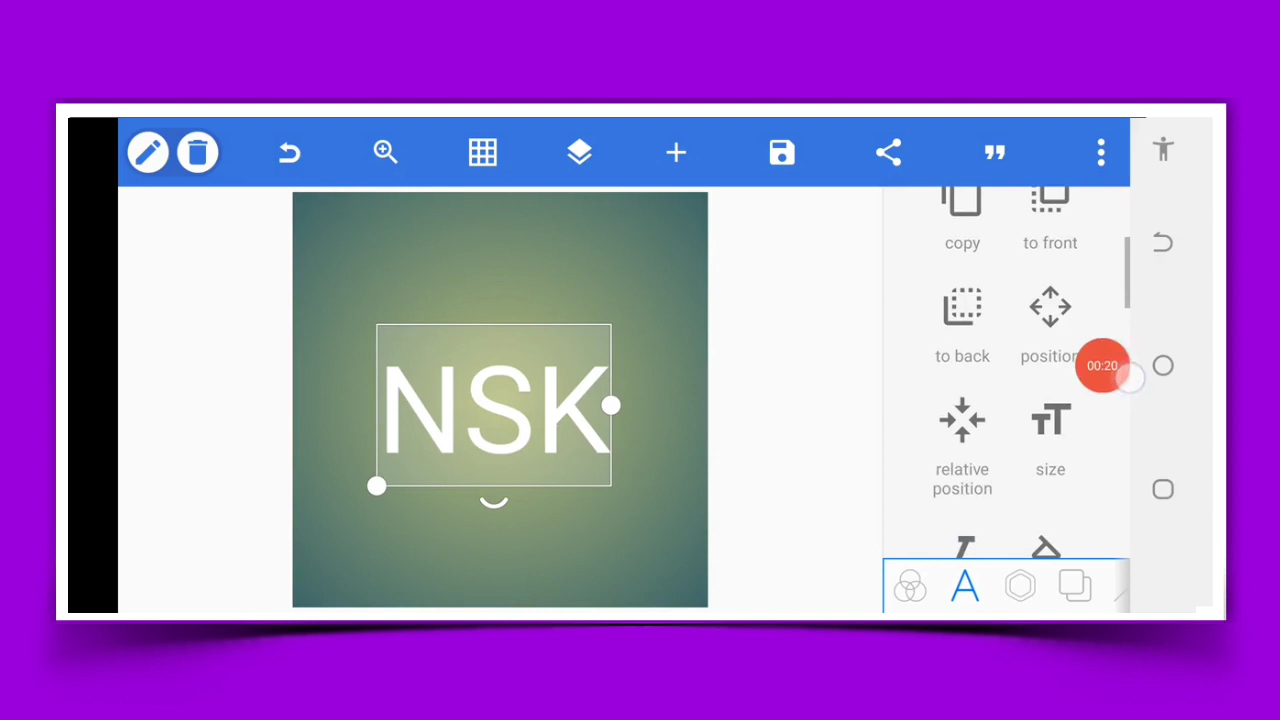 copy
to front
to back
position
00:20
NSK
relative
position
size